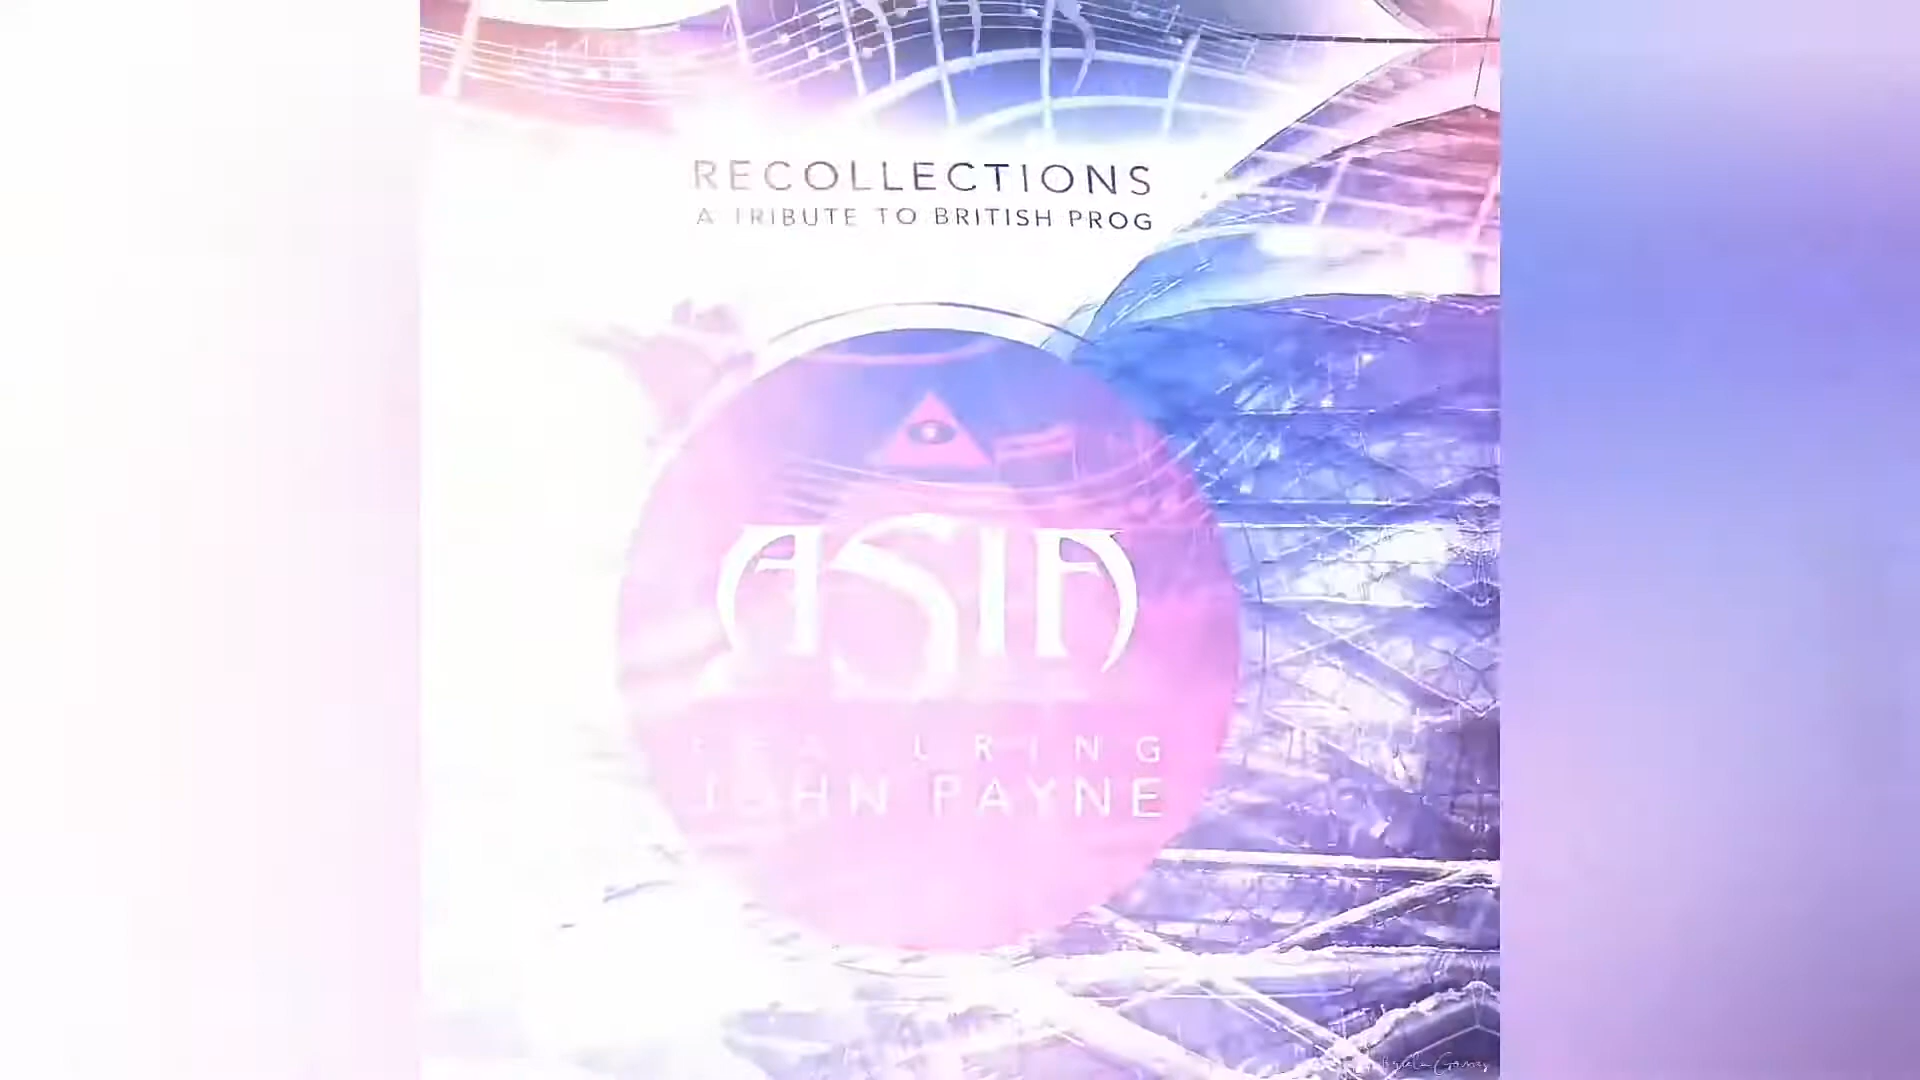 RECOLLECTIONS
A TRIBUTE TO BRITISH PROG
ASIA
FEATURING
JOHN PAYNE